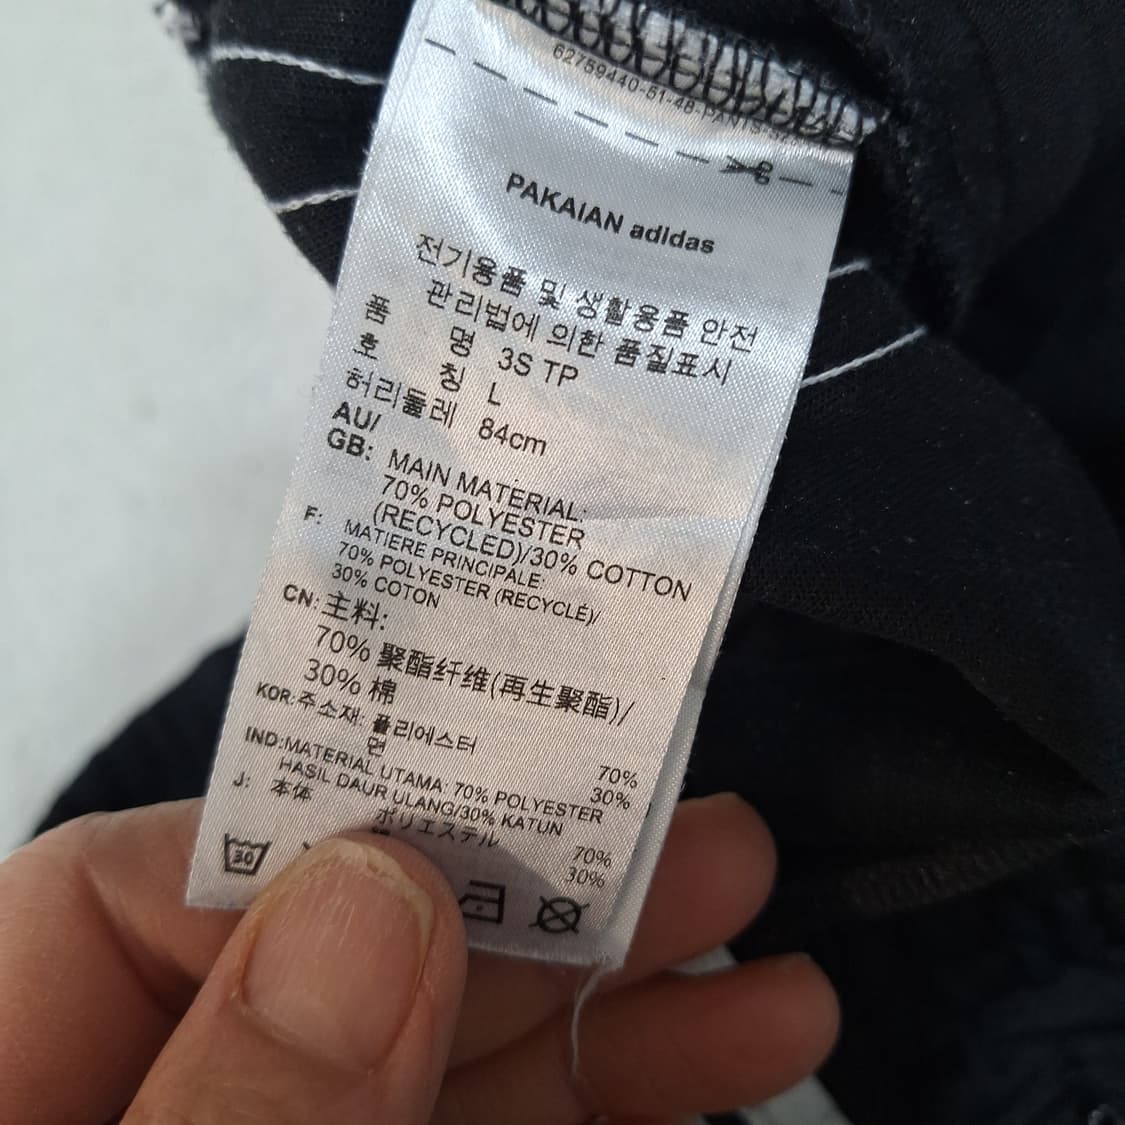 62759440-51-48-PANTS-
PAKAIAN adidas
전기용품 및 생활용품 안전
관리법에 의한 품질표시
품 명 3S TP
호 칭 L
허리둘레 84cm
AU/
GB: MAIN MATERIAL:
70% POLYESTER
(RECYCLED)/30% COTTON
F: MATIERE PRINCIPALE:
70% POLYESTER (RECYCLÉ)/
30% COTON
CN: 主料:
70% 聚酯纤维(再生聚酯)/
30% 棉
KOR: 주소재: 폴리에스터 70%
면 30%
IND: MATERIAL UTAMA: 70% POLYESTER
HASIL DAUR ULANG/30% KATUN
J: 本体 ポリエステル 70%
30%
30